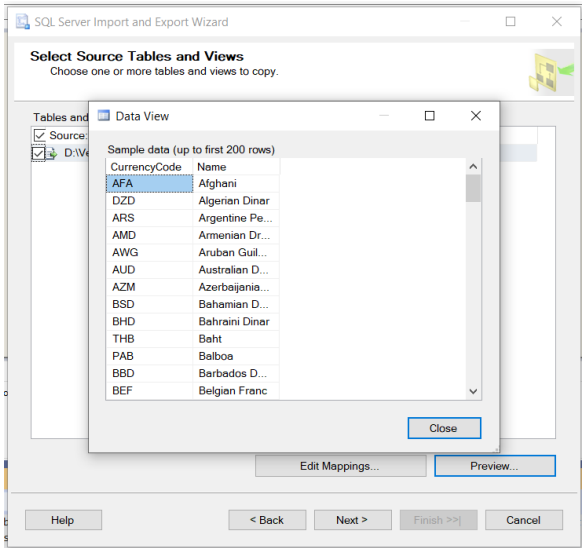 SQL Server Import and Export Wizard
Select Source Tables and Views
Choose one or more tables and views to copy.
Tables and
Source:
D:\Ve
Data View
Sample data (up to first 200 rows)
CurrencyCode Name
AFA Afghani
DZD Algerian Dinar
ARS Argentine Pe...
AMD Armenian Dr...
AWG Aruban Guil...
AUD Australian D...
AZM Azerbaijania...
BSD Bahamian D...
BHD Bahraini Dinar
THB Baht
PAB Balboa
BBD Barbados D...
BEF Belgian Franc
Close
Edit Mappings... Preview...
Help < Back Next > Finish >>| Cancel